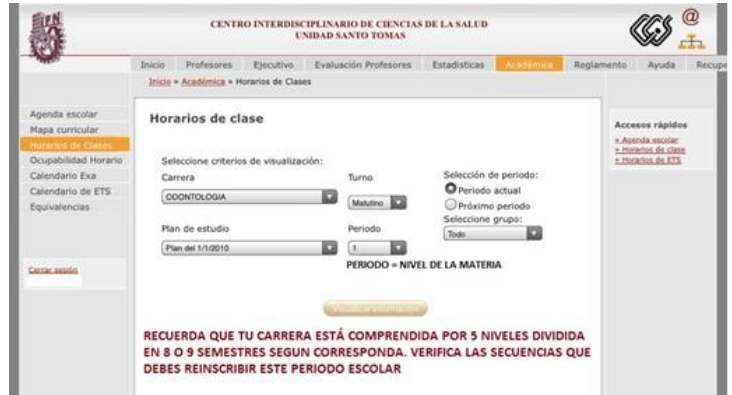 IPN
CENTRO INTERDISCIPLINARIO DE CIENCIAS DE LA SALUD
UNIDAD SANTO TOMAS
@
Inicio Profesores Ejecutivo Evaluación Profesores Estadísticas Académica Reglamento Ayuda Recupe
Inicio » Académica » Horarios de Clases
Agenda escolar
Mapa curricular
Horarios de Clases
Ocupabilidad Horario
Calendario Exa
Calendario de ETS
Equivalencias
Cerrar sesión
Horarios de clase
Seleccione criterios de visualización:
Carrera
ODONTOLOGIA
Turno
Matutino
Selección de periodo:
Periodo actual
Próximo periodo
Seleccione grupo:
Todo
Plan de estudio
Plan del 1/1/2010
Periodo
1
PERIODO = NIVEL DE LA MATERIA
Visualizar información
RECUERDA QUE TU CARRERA ESTÁ COMPRENDIDA POR 5 NIVELES DIVIDIDA
EN 8 O 9 SEMESTRES SEGUN CORRESPONDA. VERIFICA LAS SECUENCIAS QUE
DEBES REINSCRIBIR ESTE PERIODO ESCOLAR
Accesos rápidos
» Agenda escolar
» Horarios de clase
» Horarios de ETS